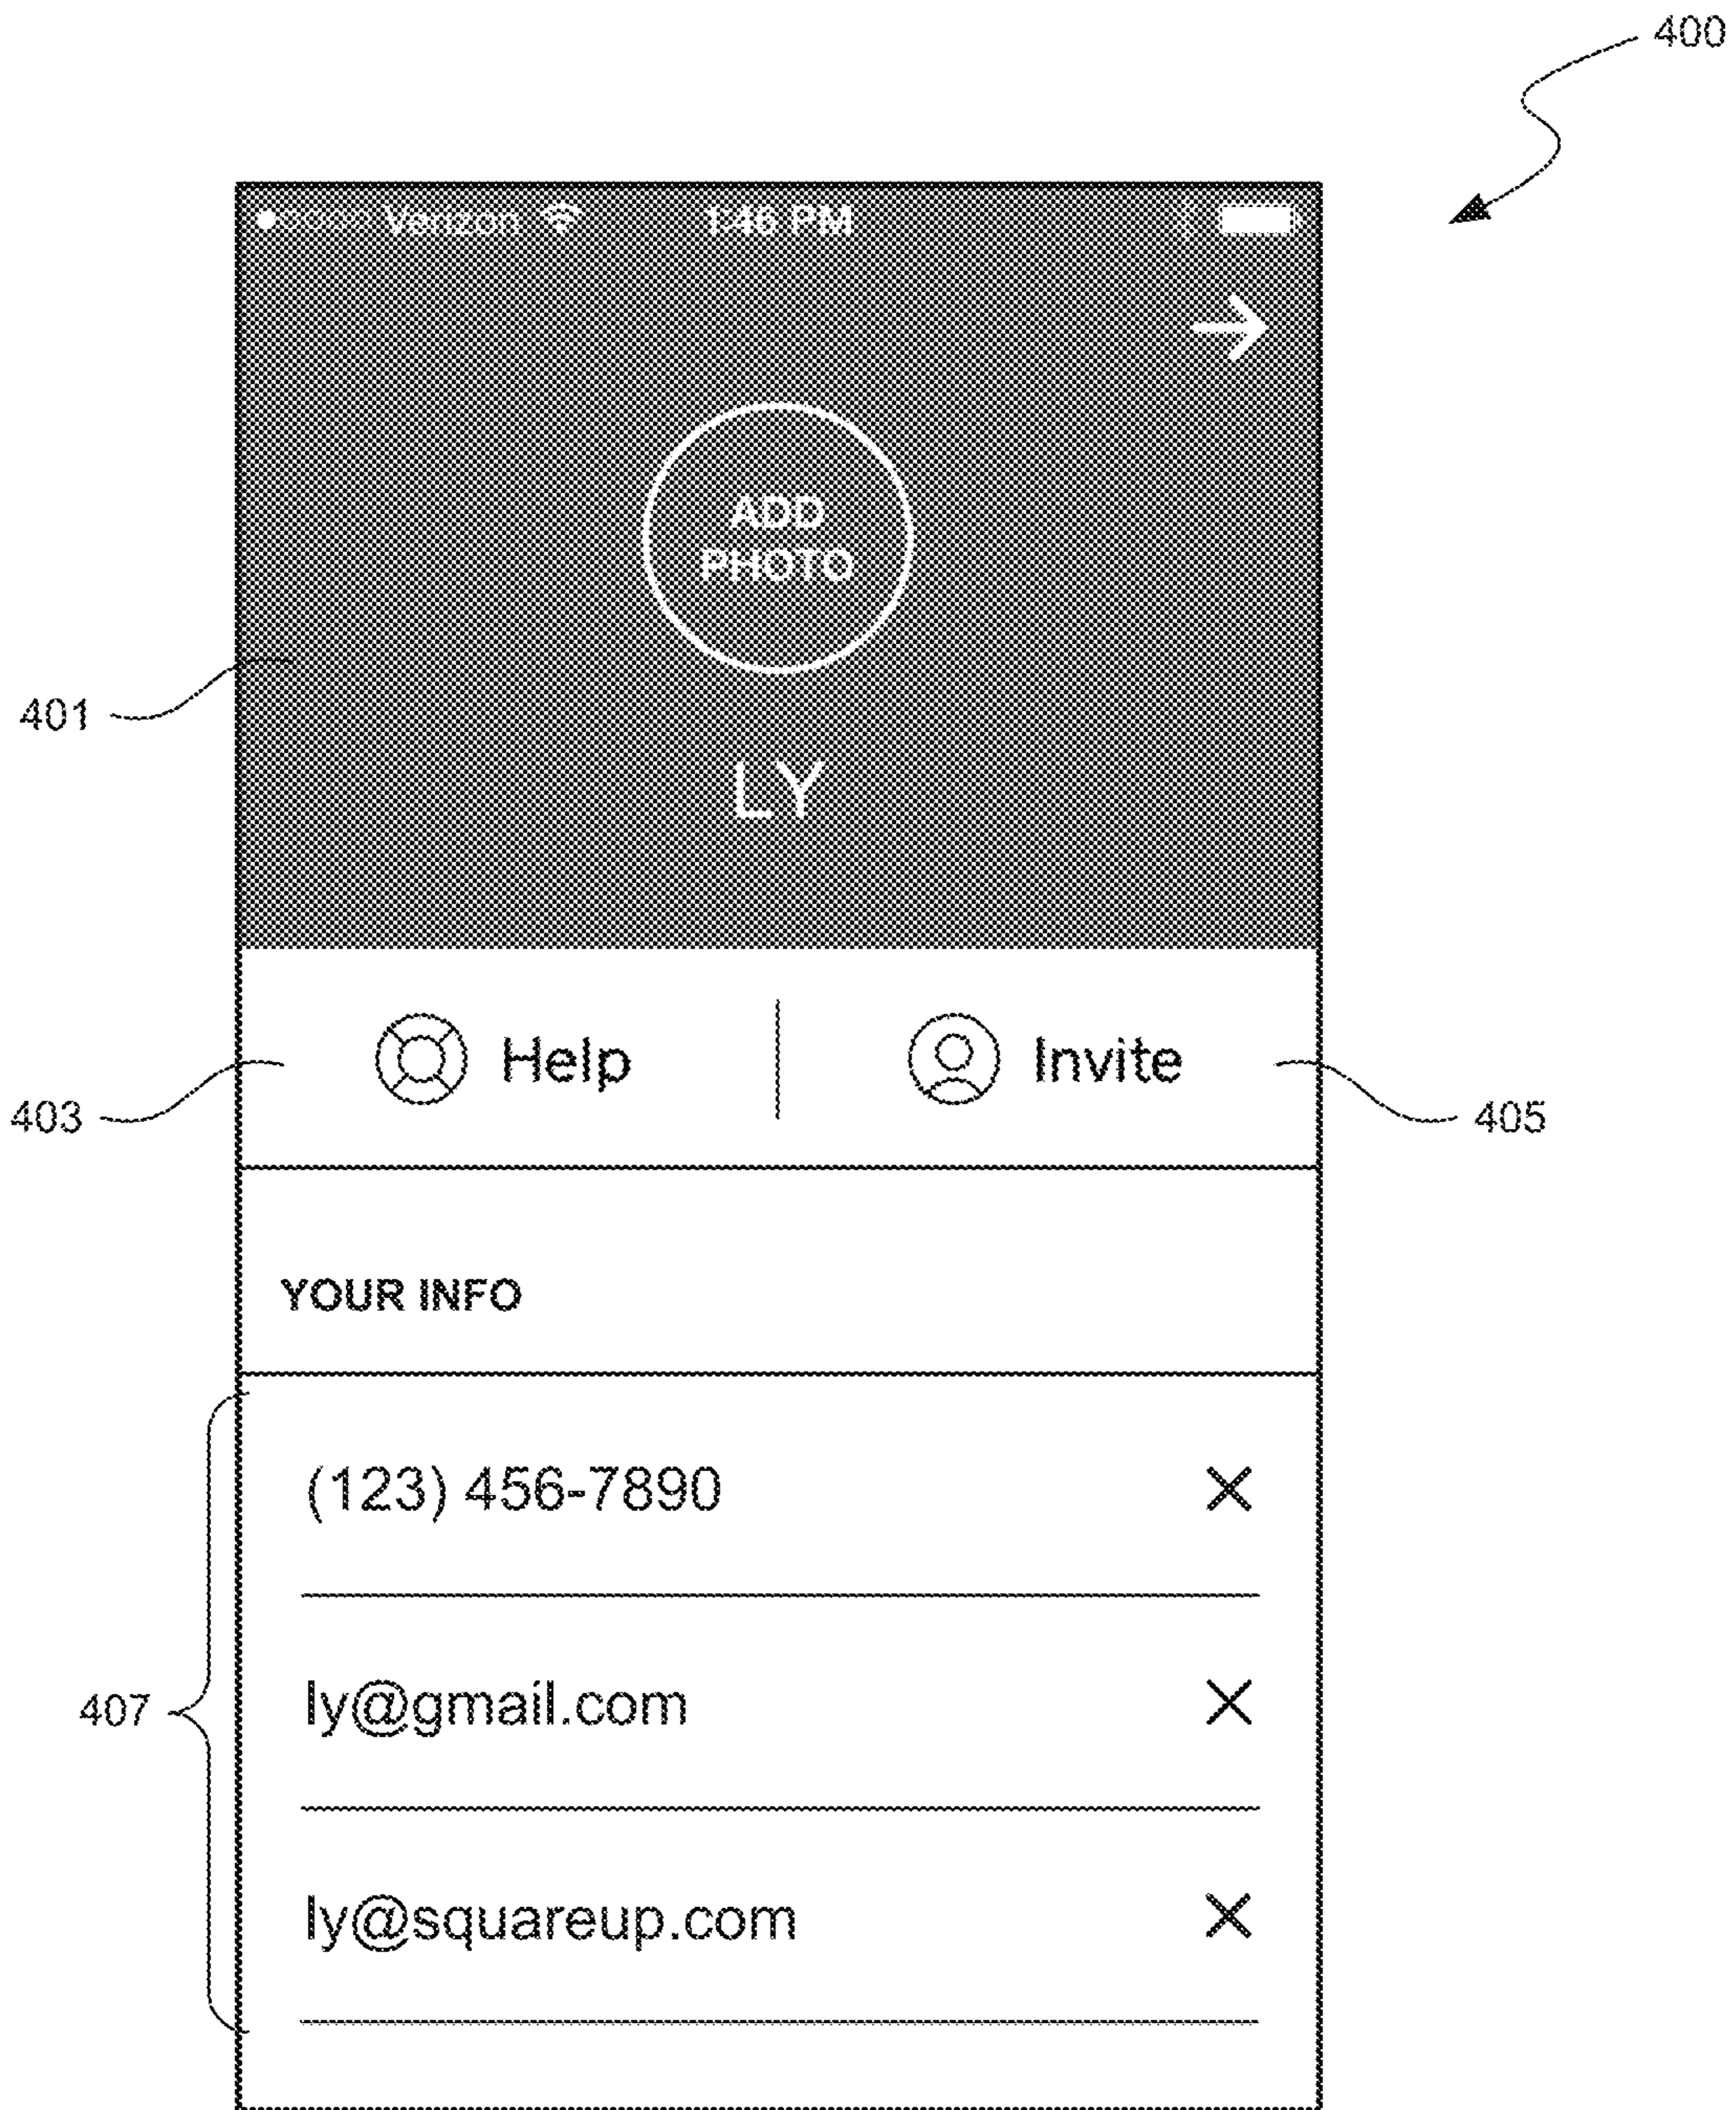 400
Verizon 1:46 PM
ADD
PHOTO
401
LY
Help Invite
403 405
YOUR INFO
(123) 456-7890
407
ly@gmail.com
ly@squareup.com